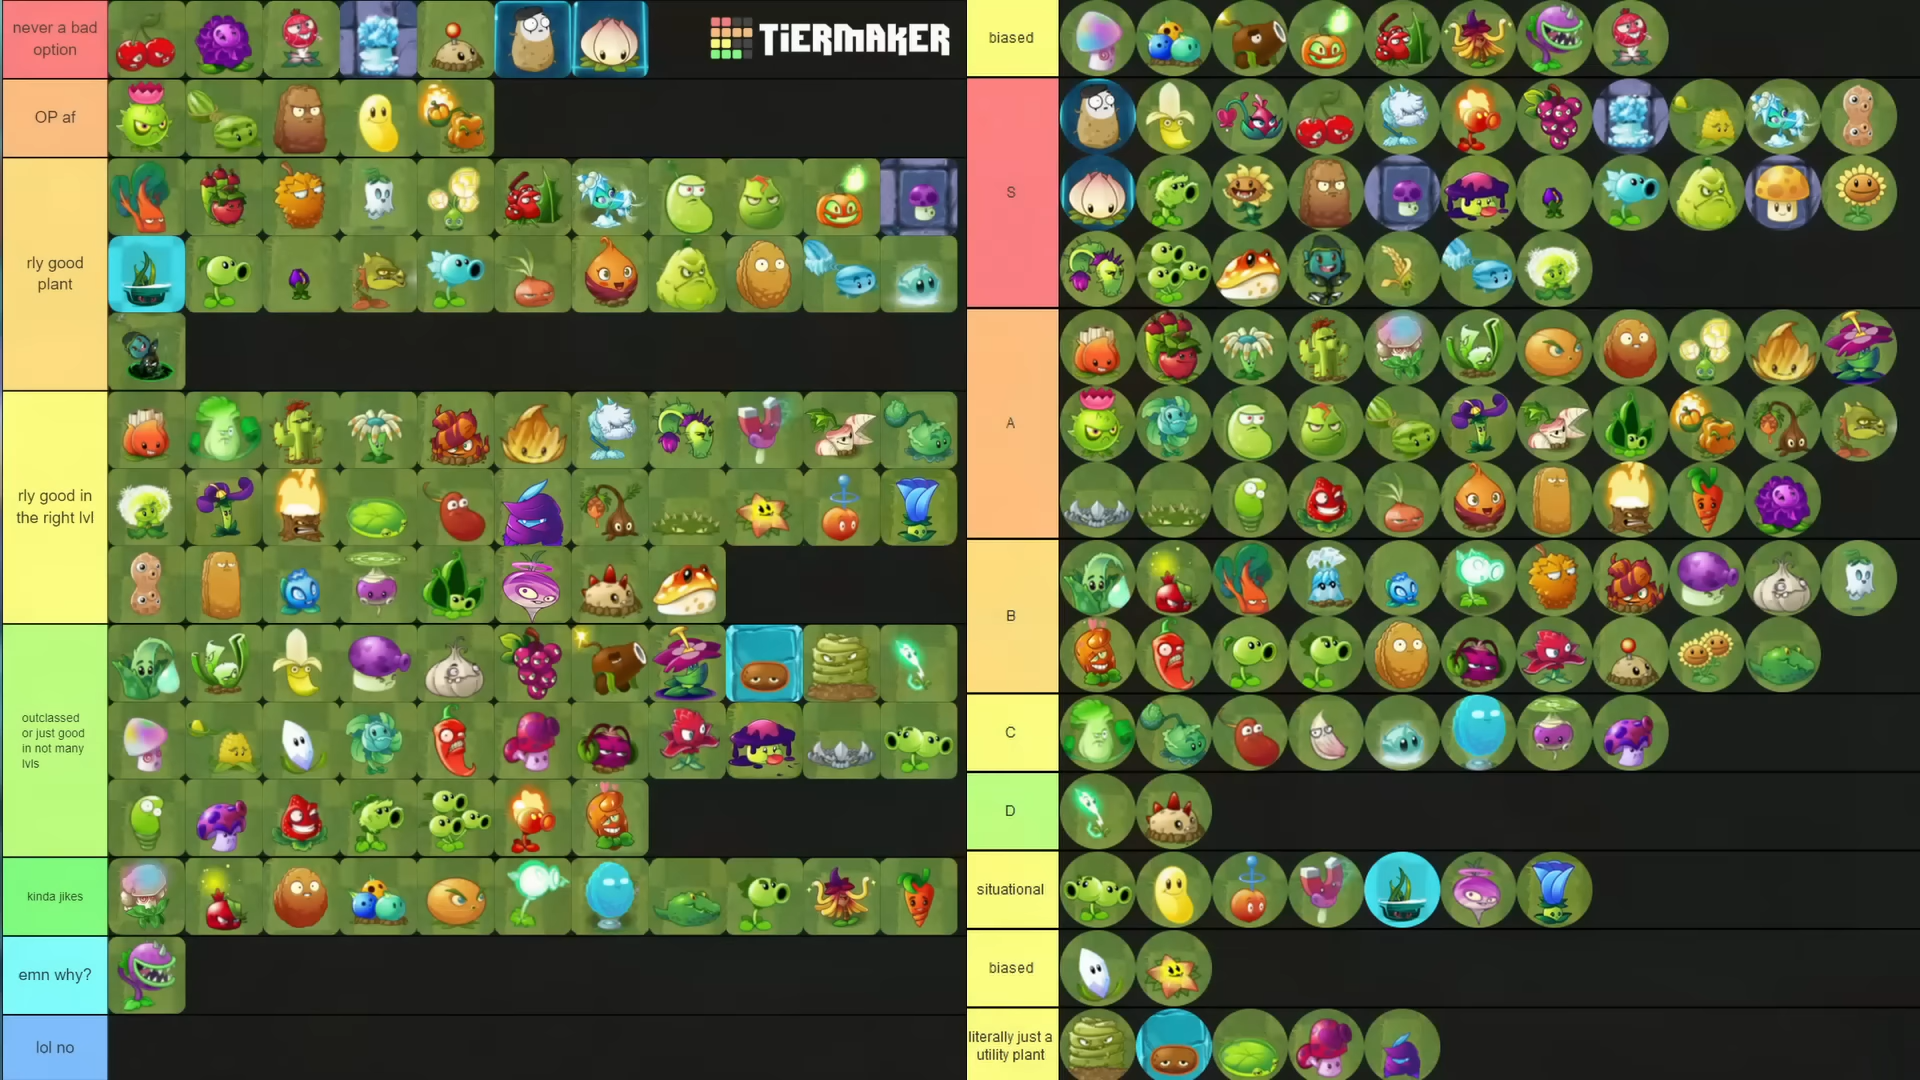 never a bad
option
TiERMAKER
OP af
rly good
plant
rly good in
the right lvl
outclassed
or just good
in not many
lvls
kinda jikes
emn why?
lol no
biased
S
A
B
C
D
situational
biased
literally just a
utility plant